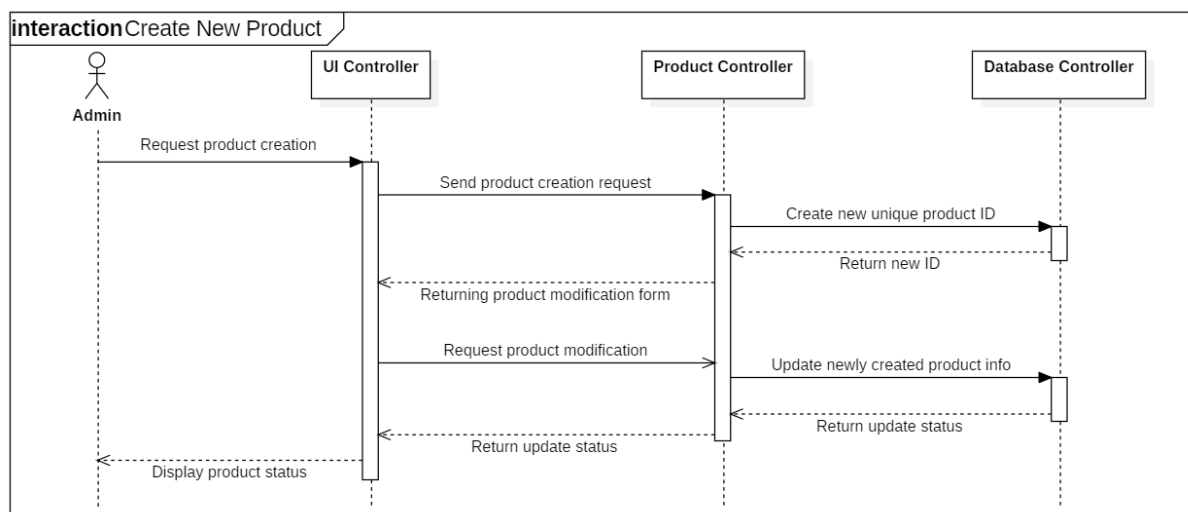 interaction Create New Product
UI Controller
Product Controller
Database Controller
Admin
Request product creation
Send product creation request
Create new unique product ID
Return new ID
Returning product modification form
Request product modification
Update newly created product info
Return update status
Return update status
Display product status